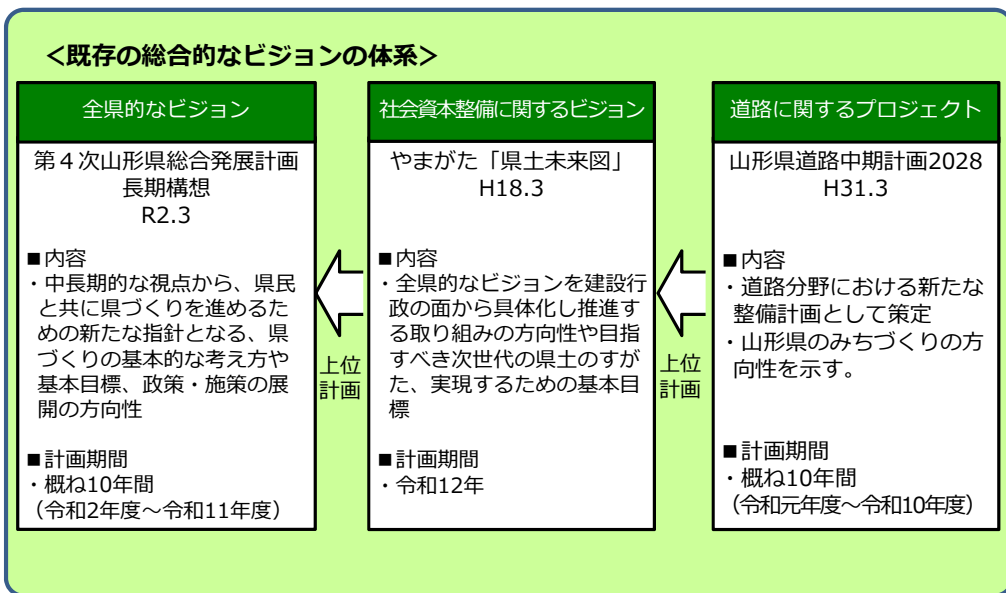 ＜既存の総合的なビジョンの体系＞
全県的なビジョン
第４次山形県総合発展計画
長期構想
R2.3
■内容
・中長期的な視点から、県民
と共に県づくりを進めるた
めの新たな指針となる、県
づくりの基本的な考え方や
基本目標、政策・施策の展
開の方向性
■計画期間
・概ね10年間
（令和2年度～令和11年度）
上位
計画
社会資本整備に関するビジョン
やまがた「県土未来図」
H18.3
■内容
・全県的なビジョンを建設行
政の面から具体化し推進す
る取り組みの方向性や目指
すべき次世代の県土のすが
た、実現するための基本目
標
■計画期間
・令和12年
上位
計画
道路に関するプロジェクト
山形県道路中期計画2028
H31.3
■内容
・道路分野における新たな
整備計画として策定
・山形県のみちづくりの方
向性を示す。
■計画期間
・概ね10年間
（令和元年度～令和10年度）